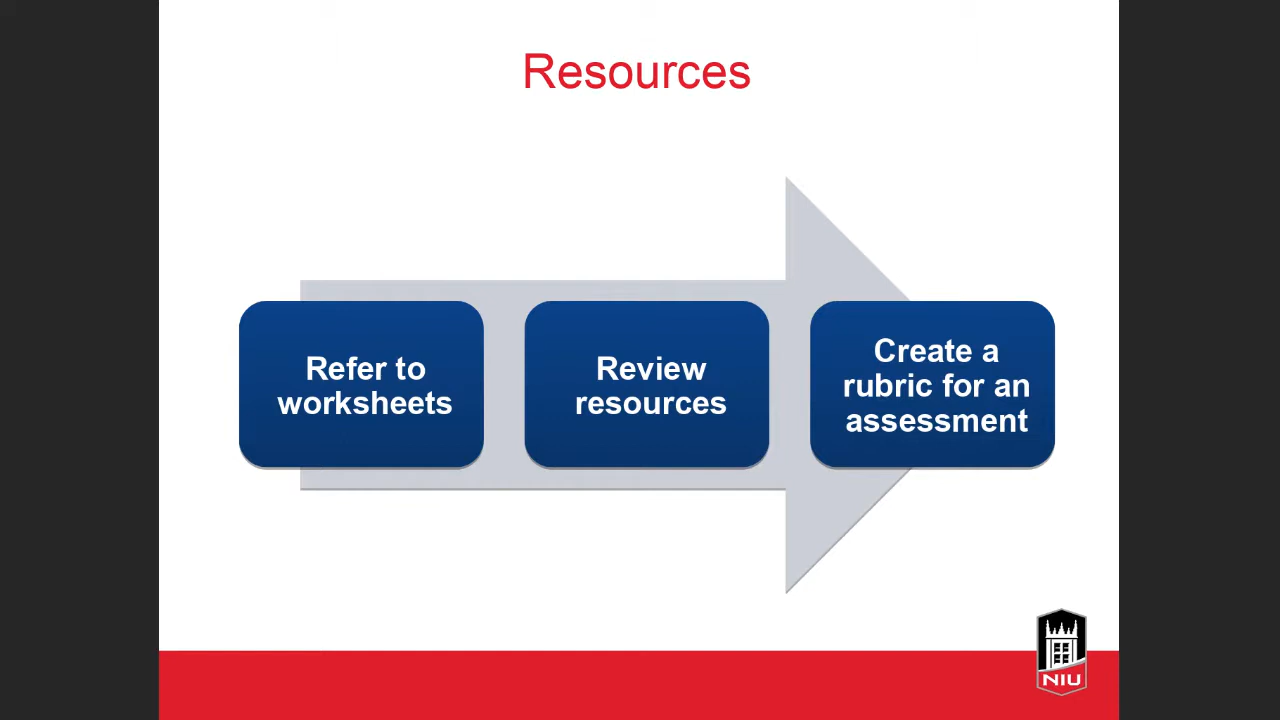 Resources
Refer to
worksheets
Review
resources
Create a
rubric for an
assessment
NIU